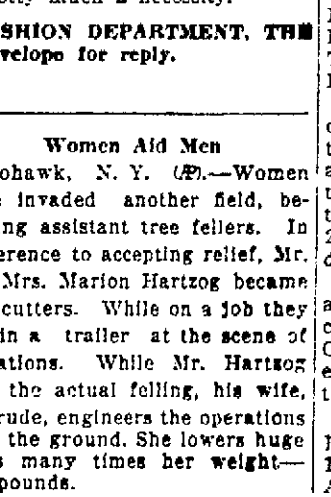 SHION DEPARTMENT, THE
velope for reply.
Women Aid Men
ohawk, N. Y. (AP).—Women
invaded another field, be-
ng assistant tree fellers. In
erence to accepting relief, Mr.
Mrs. Marion Hartzog became
cutters. While on a job they
in a trailer at the scene of
ations. While Mr. Hartzog
the actual felling, his wife,
rude, engineers the operations
the ground. She lowers huge
s many times her weight—
pounds.